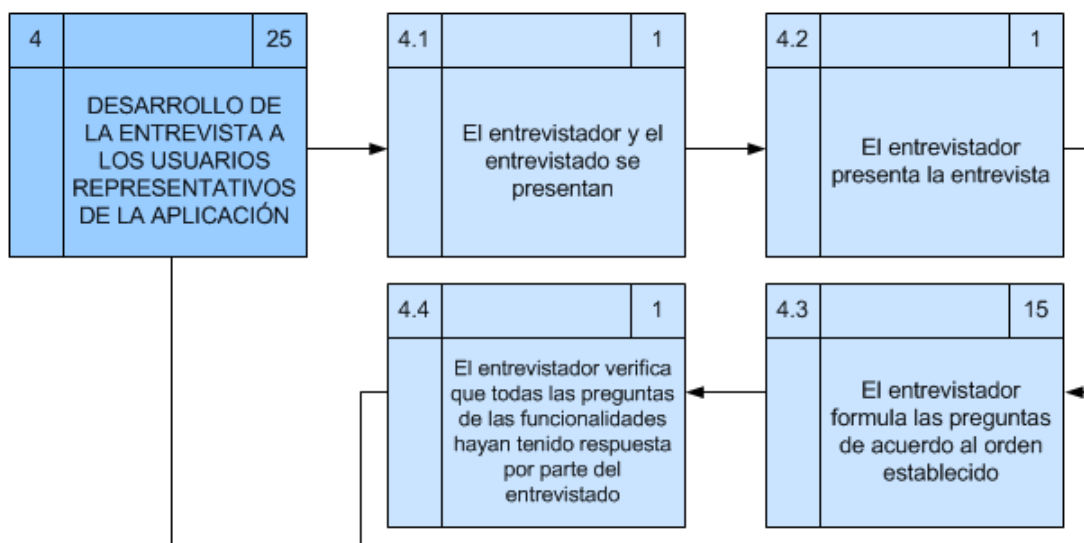 4
25
DESARROLLO DE
LA ENTREVISTA A
LOS USUARIOS
REPRESENTATIVOS
DE LA APLICACIÓN
4.1
1
El entrevistador y el
entrevistado se
presentan
4.2
1
El entrevistador
presenta la entrevista
4.3
15
El entrevistador
formula las preguntas
de acuerdo al orden
establecido
4.4
1
El entrevistador verifica
que todas las preguntas
de las funcionalidades
hayan tenido respuesta
por parte del
entrevistado